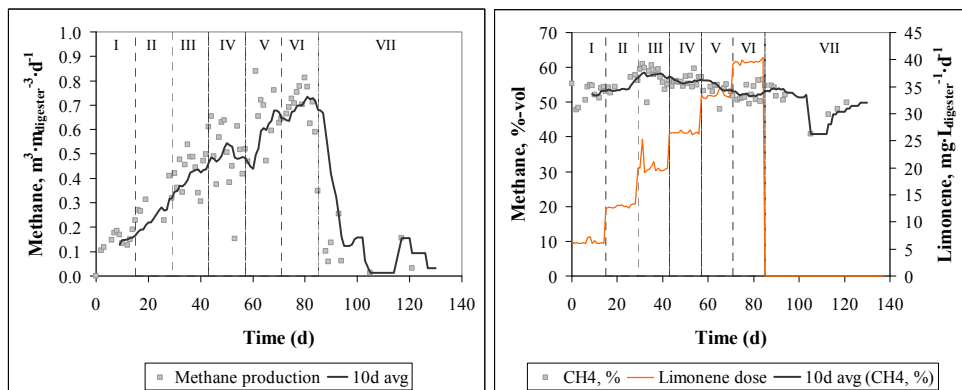 I II III IV V VI VII
1.0
0.9
0.8
0.7
0.6
0.5
0.4
0.3
0.2
0.1
0.0
Methane, m³·m_digester⁻³·d⁻¹
0 20 40 60 80 100 120 140
Time (d)
Methane production 10d avg
I II III IV V VI VII
70
60
50
40
30
20
10
0
Methane, %-vol
45
40
35
30
25
20
15
10
5
0
Limonene, mg·l_digester⁻¹·d⁻¹
0 20 40 60 80 100 120 140
Time (d)
CH4, % Limonene dose 10d avg (CH4, %)